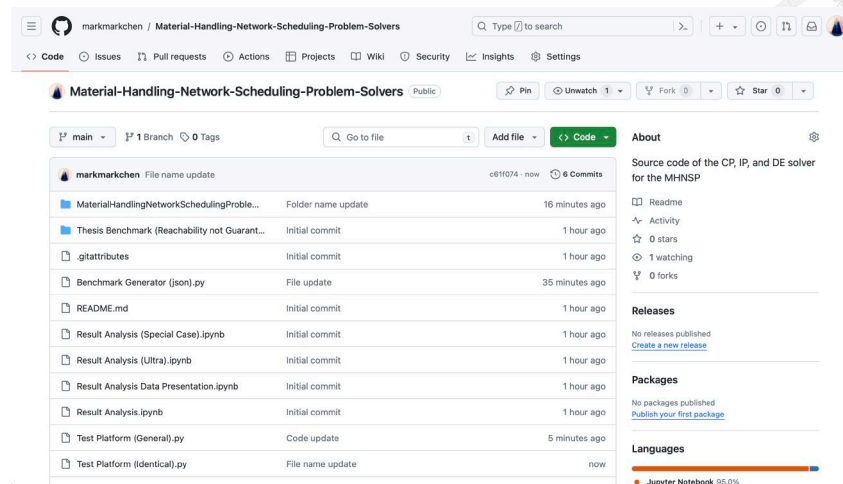 markmarkchen / Material-Handling-Network-Scheduling-Problem-Solvers
Type / to search
Code Issues Pull requests Actions Projects Wiki Security Insights Settings
Material-Handling-Network-Scheduling-Problem-Solvers Public
Pin Unwatch 1 Fork 0 Star 0
main 1 Branch 0 Tags Go to file t Add file <> Code
markmarkchen File name update c61f074 · now 6 Commits
MaterialHandlingNetworkSchedulingProble... Folder name update 16 minutes ago
Thesis Benchmark (Reachability not Guarant... Initial commit 1 hour ago
.gitattributes Initial commit 1 hour ago
Benchmark Generator (json).py File update 35 minutes ago
README.md Initial commit 1 hour ago
Result Analysis (Special Case).ipynb Initial commit 1 hour ago
Result Analysis (Ultra).ipynb Initial commit 1 hour ago
Result Analysis Data Presentation.ipynb Initial commit 1 hour ago
Result Analysis.ipynb Initial commit 1 hour ago
Test Platform (General).py Code update 5 minutes ago
Test Platform (Identical).py File name update now
About
Source code of the CP, IP, and DE solver
for the MHNSP
Readme
Activity
0 stars
1 watching
0 forks
Releases
No releases published
Create a new release
Packages
No packages published
Publish your first package
Languages
Jupyter Notebook 95.0%